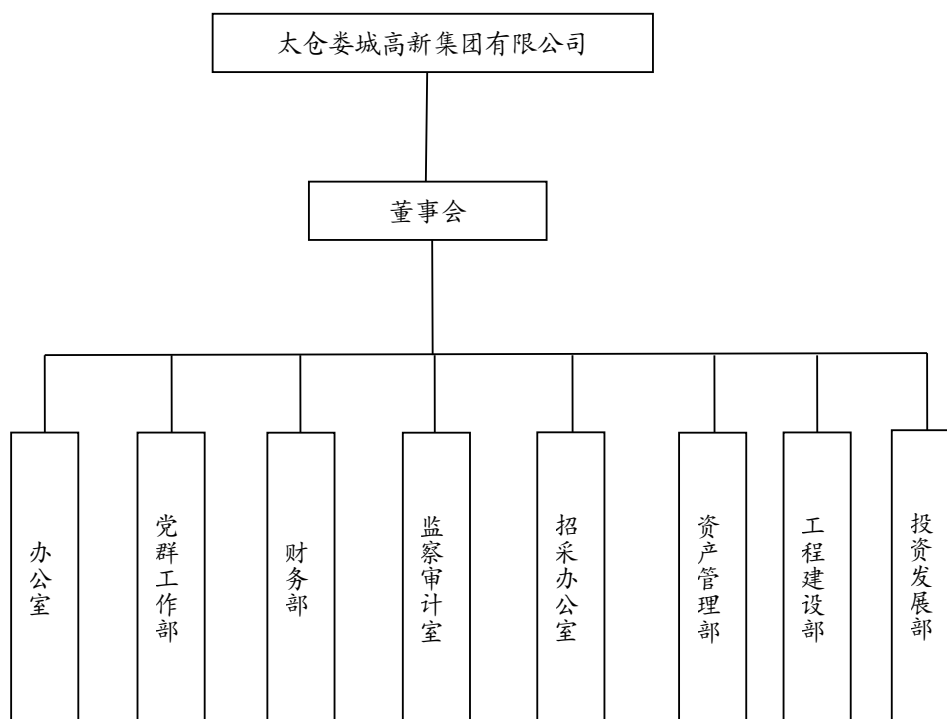 太仓娄城高新集团有限公司
董事会
办公室
党群工作部
财务部
监察审计室
招采办公室
资产管理部
工程建设部
投资发展部